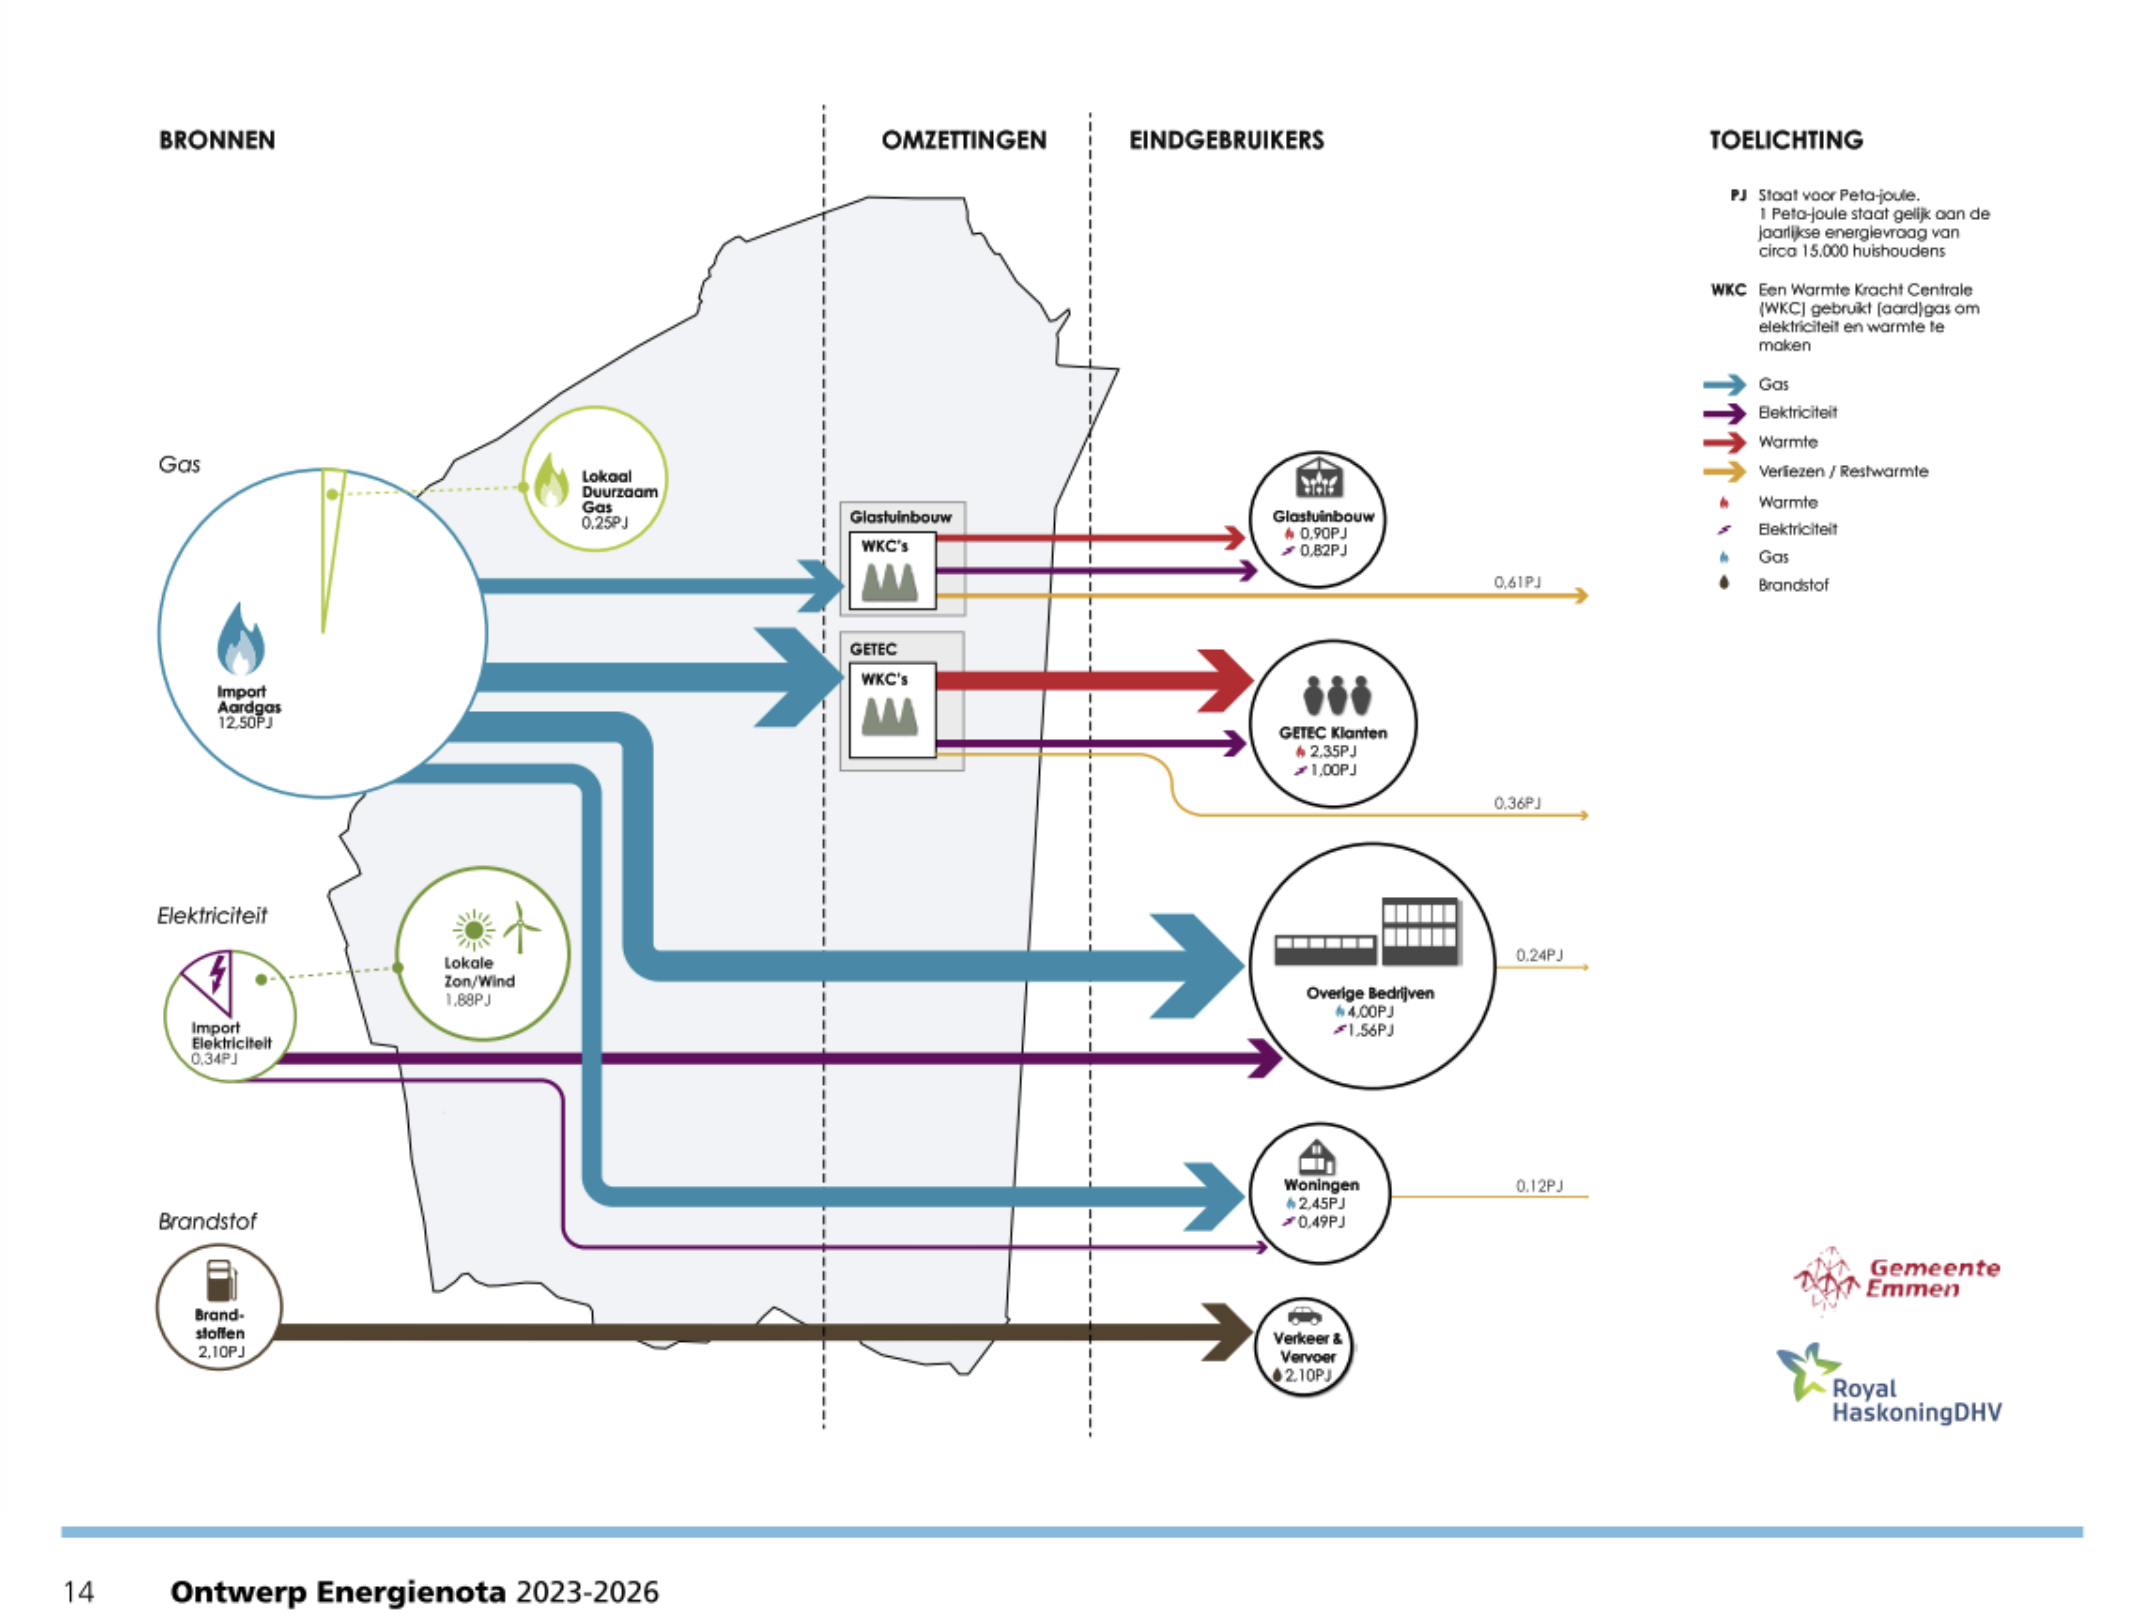 BRONNEN
OMZETTINGEN
EINDGEBRUIKERS
TOELICHTING
PJ Staat voor Peta-joule.
1 Peta-joule staat gelijk aan de
jaarlijkse energievraag van
circa 15.000 huishoudens
WKC Een Warmte Kracht Centrale
(WKC) gebruikt (aard)gas om
elektriciteit en warmte te
maken
Gas
Elektriciteit
Warmte
Verliezen / Restwarmte
Warmte
Elektriciteit
Gas
Brandstof
Gas
Lokaal
Duurzaam
Gas
0,25PJ
Import
Aardgas
12,50PJ
Glastuinbouw
WKC's
GETEC
WKC's
Glastuinbouw
0,90PJ
0,82PJ
0,61PJ
GETEC Klanten
2,35PJ
1,00PJ
0,36PJ
Elektriciteit
Lokale
Zon/Wind
1,88PJ
Import
Elektriciteit
0,34PJ
Overige Bedrijven
4,00PJ
1,56PJ
0,24PJ
Woningen
2,45PJ
0,49PJ
0,12PJ
Brandstof
Brand-
stoffen
2,10PJ
Verkeer &
Vervoer
2,10PJ
Gemeente
Emmen
Royal
HaskoningDHV
14 Ontwerp Energienota 2023-2026